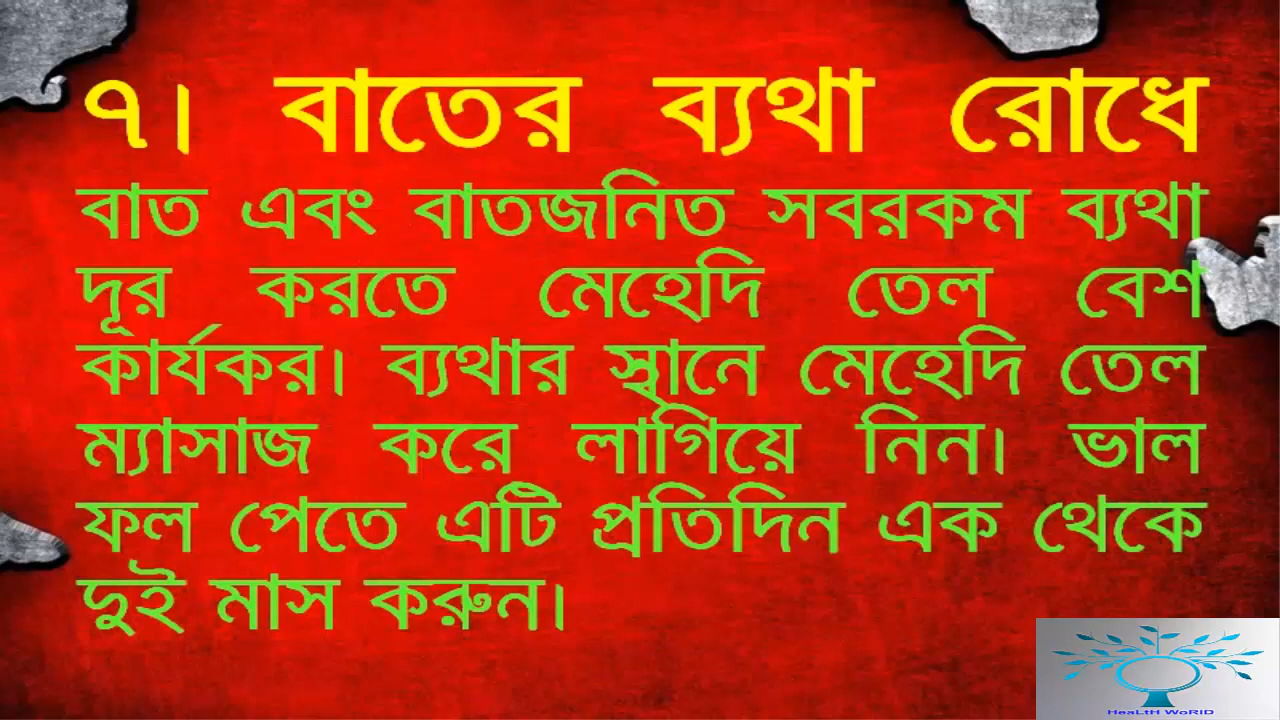 ৭। বাতের ব্যথা রোধে
বাত এবং বাতজনিত সবরকম ব্যথা
দূর করতে মেহেদি তেল বেশ
কার্যকর। ব্যথার স্থানে মেহেদি তেল
ম্যাসাজ করে লাগিয়ে নিন। ভাল
ফল পেতে এটি প্রতিদিন এক থেকে
দুই মাস করুন।
HeaLtH WoRlD